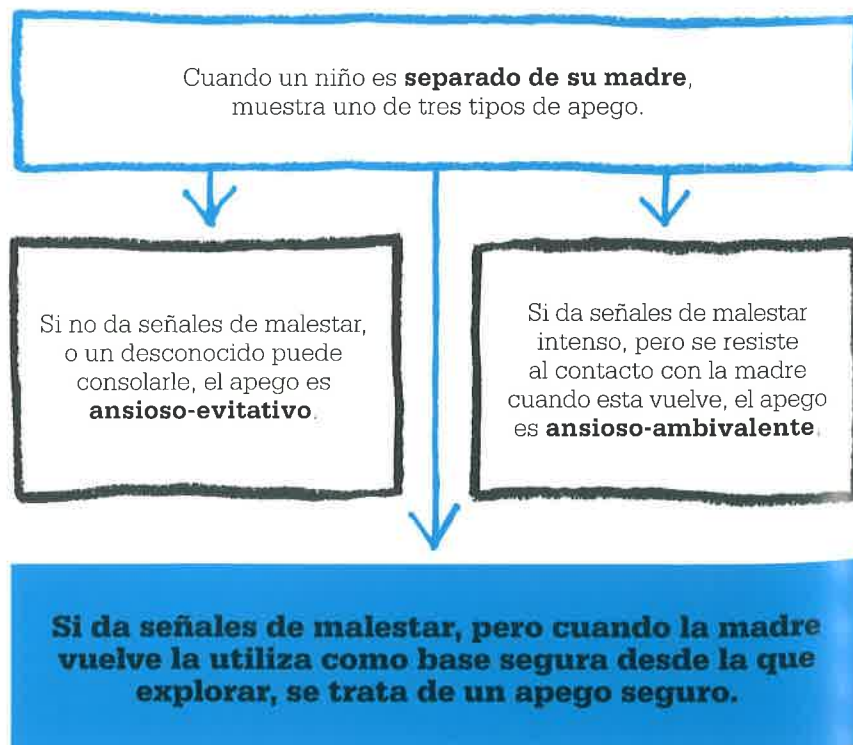 Cuando un niño es separado de su madre,
muestra uno de tres tipos de apego.
Si no da señales de malestar,
o un desconocido puede
consolarle, el apego es
ansioso-evitativo.
Si da señales de malestar
intenso, pero se resiste
al contacto con la madre
cuando esta vuelve, el apego
es ansioso-ambivalente.
Si da señales de malestar, pero cuando la madre
vuelve la utiliza como base segura desde la que
explorar, se trata de un apego seguro.